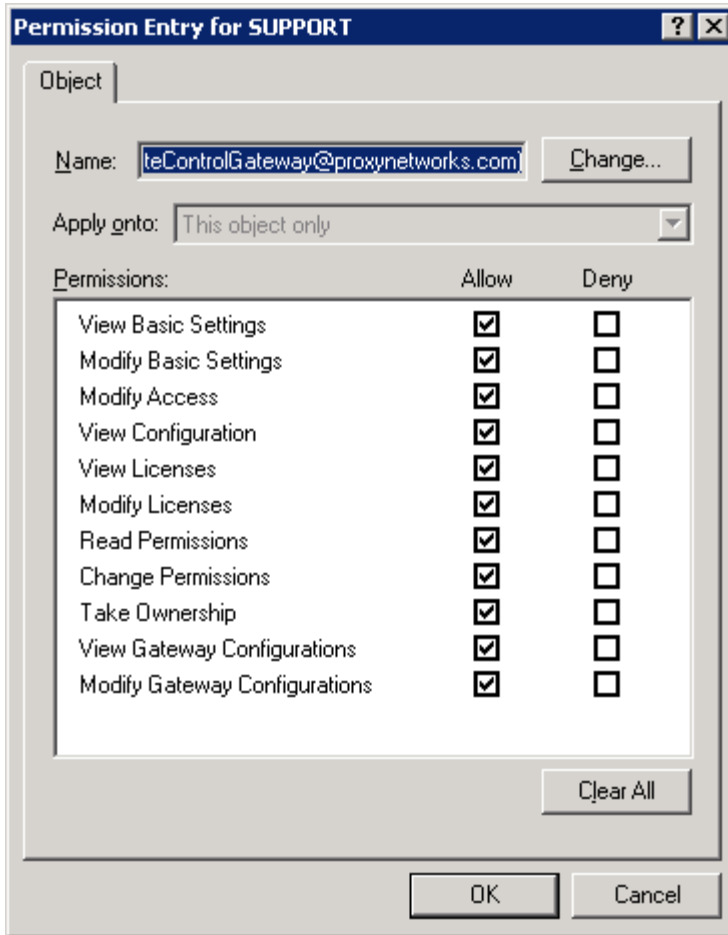 Permission Entry for SUPPORT
Object
Name: teControlGateway@proxynetworks.com) Change...
Apply onto: This object only
Permissions: Allow Deny
View Basic Settings
Modify Basic Settings
Modify Access
View Configuration
View Licenses
Modify Licenses
Read Permissions
Change Permissions
Take Ownership
View Gateway Configurations
Modify Gateway Configurations
Clear All
OK Cancel